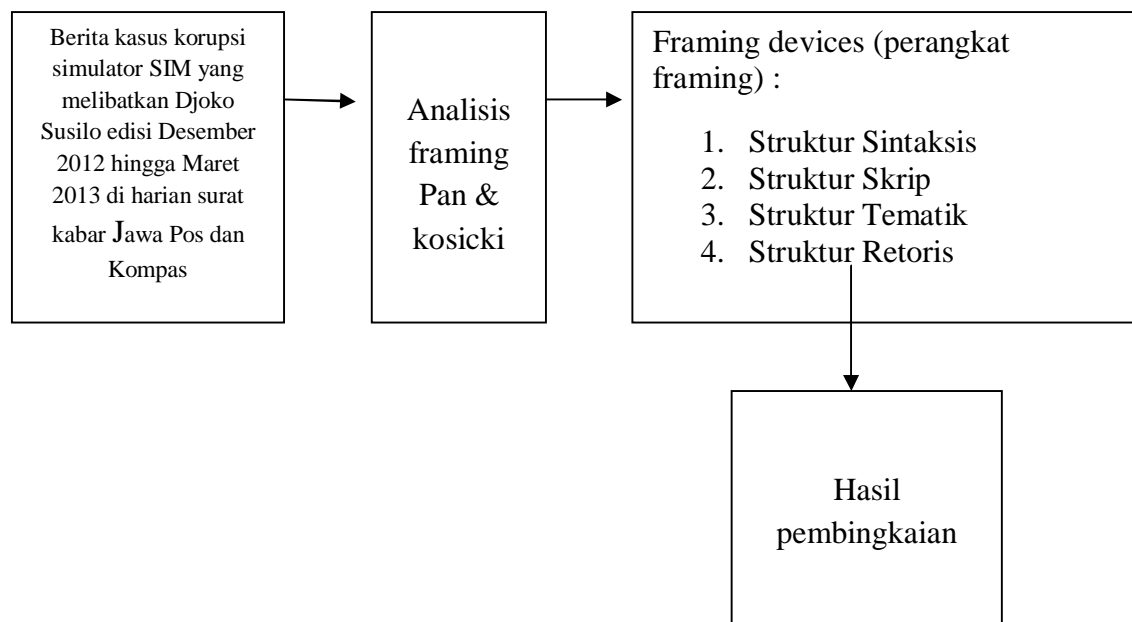 Berita kasus korupsi
simulator SIM yang
melibatkan Djoko
Susilo edisi Desember
2012 hingga Maret
2013 di harian surat
kabar Jawa Pos dan
Kompas
Analisis
framing
Pan &
kosicki
Framing devices (perangkat
framing) :
1. Struktur Sintaksis
2. Struktur Skrip
3. Struktur Tematik
4. Struktur Retoris
Hasil
pembingkaian